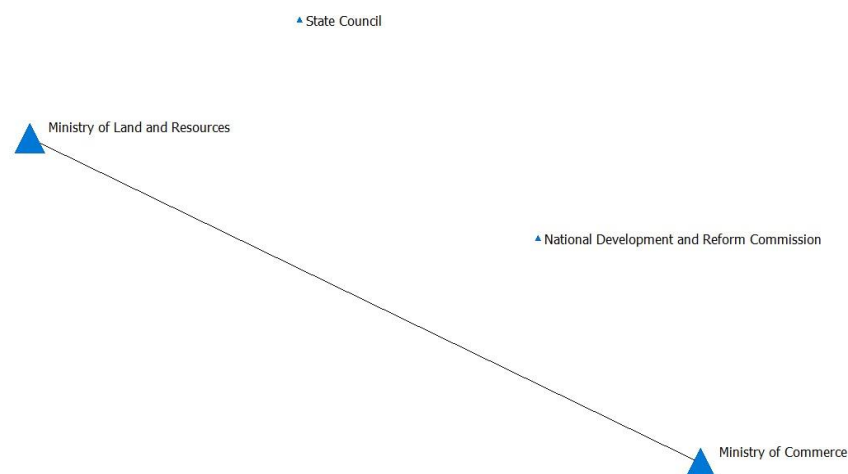 State Council
Ministry of Land and Resources
National Development and Reform Commission
Ministry of Commerce